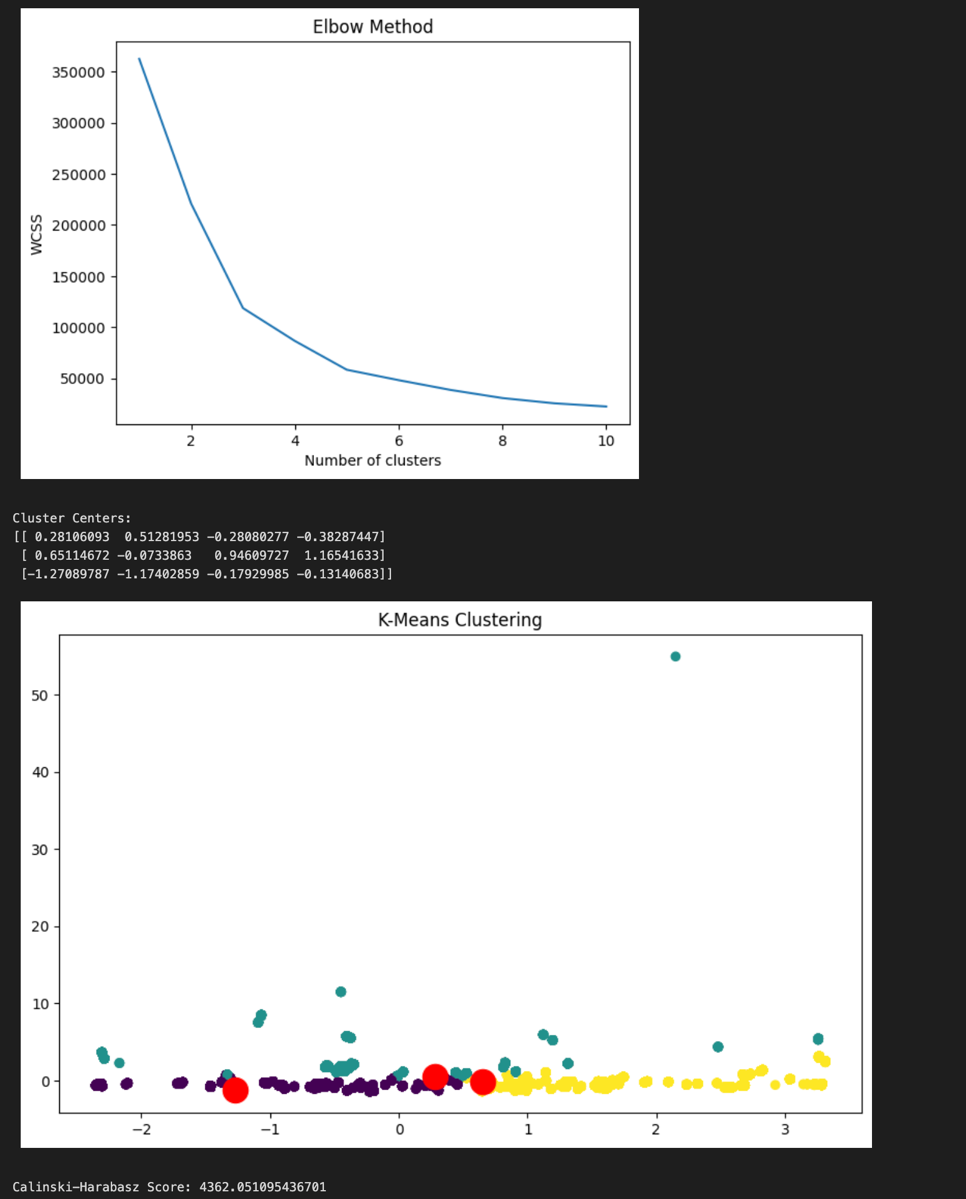 Elbow Method
350000
300000
250000
200000
150000
100000
50000
WCSS
2 4 6 8 10
Number of clusters
Cluster Centers:
[[ 0.28106093  0.51281953 -0.28080277 -0.38287447]
 [ 0.65114672 -0.0733863   0.94609727  1.16541633]
 [-1.27089787 -1.17402859 -0.17929985 -0.13140683]]
K-Means Clustering
50
40
30
20
10
0
−2 −1 0 1 2 3
Calinski-Harabasz Score: 4362.051095436701